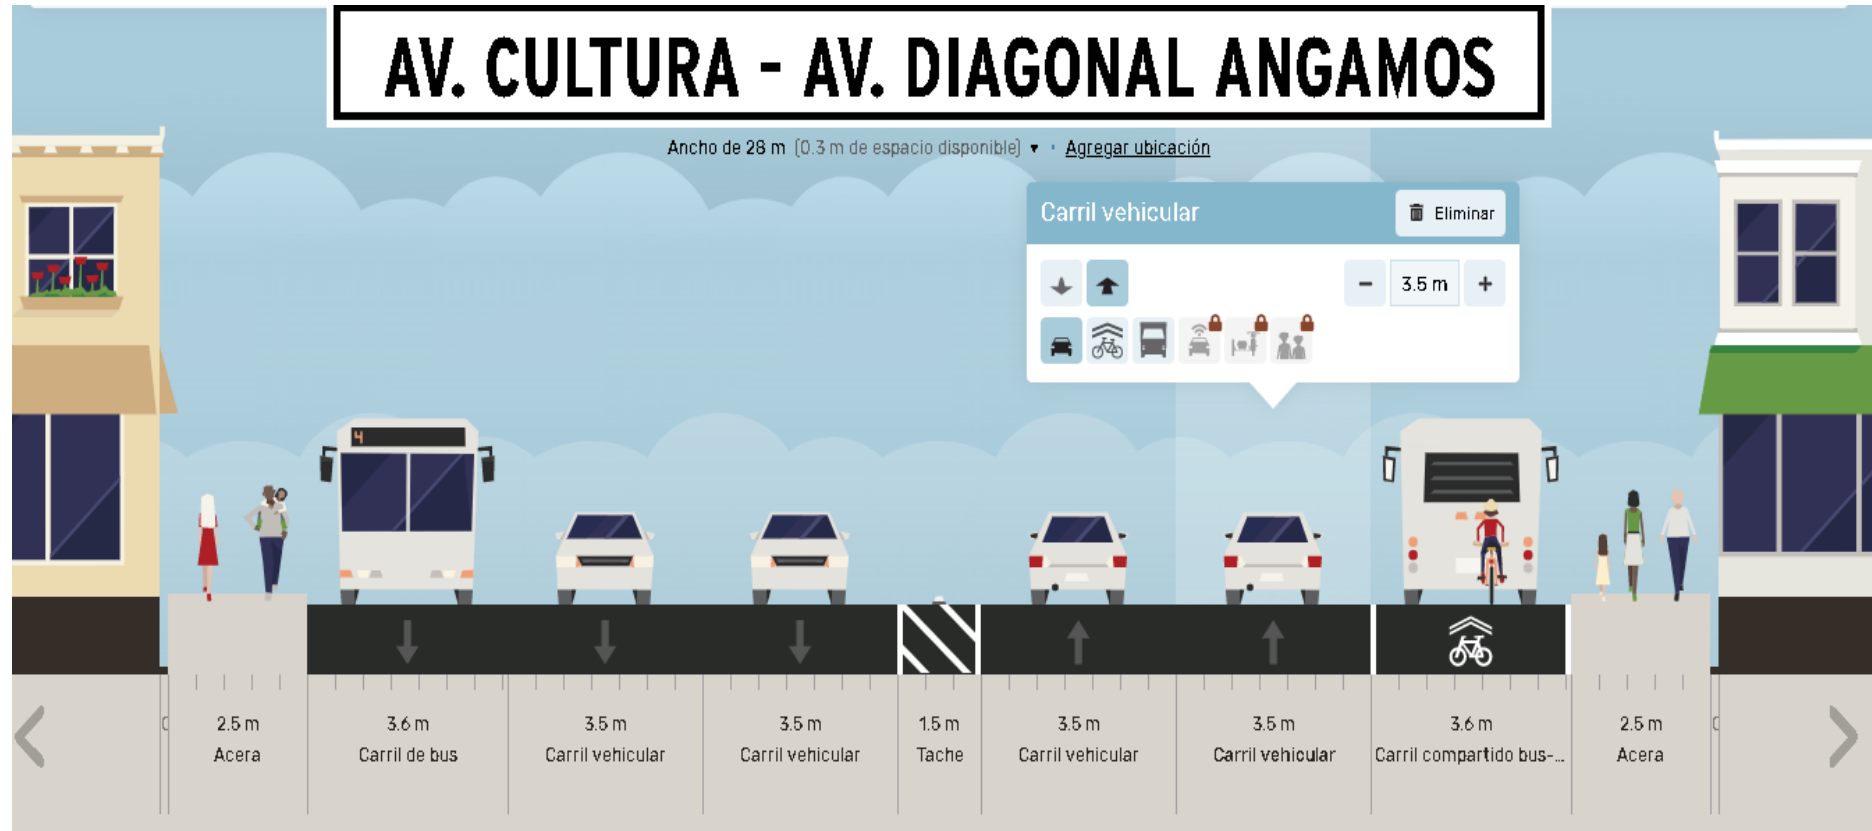 AV. CULTURA - AV. DIAGONAL ANGAMOS
Ancho de 28 m (0.3 m de espacio disponible) ▾ · Agregar ubicación
Carril vehicular
Eliminar
3.5 m
4
2.5 m
Acera
3.6 m
Carril de bus
3.5 m
Carril vehicular
3.5 m
Carril vehicular
1.5 m
Tache
3.5 m
Carril vehicular
3.5 m
Carril vehicular
3.6 m
Carril compartido bus-...
2.5 m
Acera